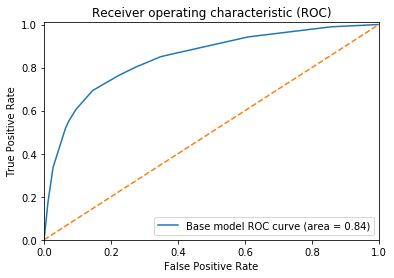 Receiver operating characteristic (ROC)
1.0
0.8
0.6
0.4
0.2
0.0
True Positive Rate
Base model ROC curve (area = 0.84)
0.0 0.2 0.4 0.6 0.8 1.0
False Positive Rate